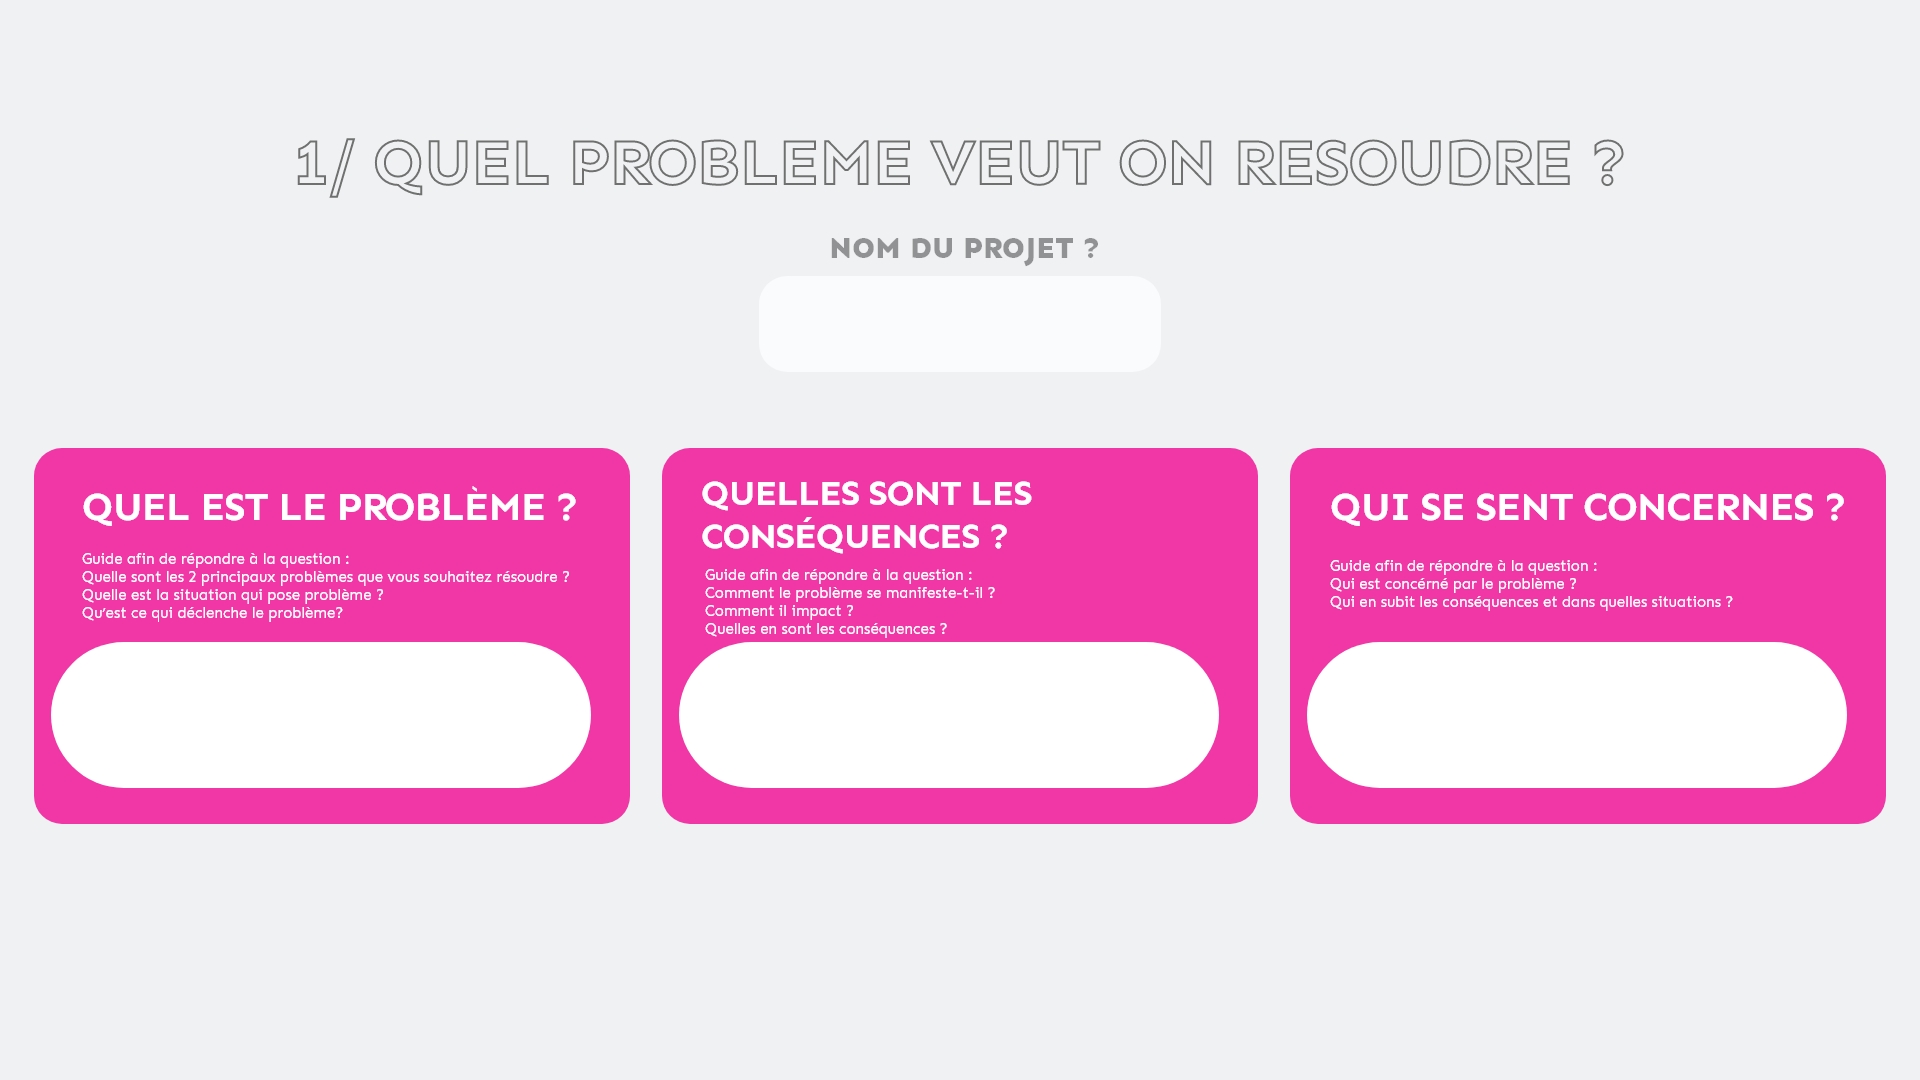 1/ QUEL PROBLEME VEUT ON RESOUDRE ?
NOM DU PROJET ?
QUEL EST LE PROBLÈME ?
Guide afin de répondre à la question :
Quelle sont les 2 principaux problèmes que vous souhaitez résoudre ?
Quelle est la situation qui pose problème ?
Qu'est ce qui déclenche le problème?
QUELLES SONT LES
CONSÉQUENCES ?
Guide afin de répondre à la question :
Comment le problème se manifeste-t-il ?
Comment il impact ?
Quelles en sont les conséquences ?
QUI SE SENT CONCERNES ?
Guide afin de répondre à la question :
Qui est concérné par le problème ?
Qui en subit les conséquences et dans quelles situations ?